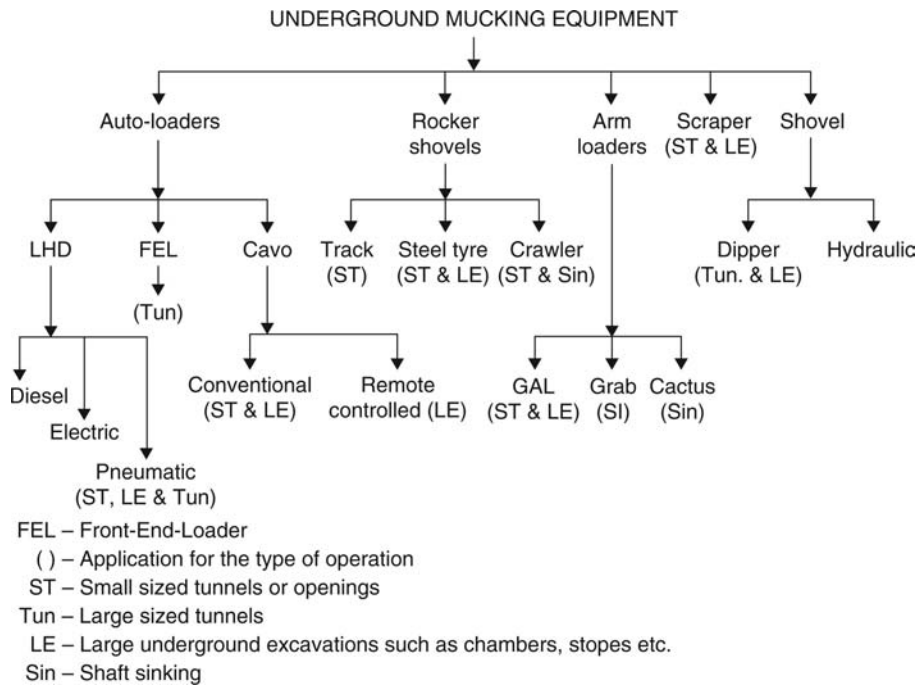 UNDERGROUND MUCKING EQUIPMENT
Auto-loaders
Rocker
shovels
Arm
loaders
Scraper
(ST & LE)
Shovel
LHD
FEL
(Tun)
Cavo
Track
(ST)
Steel tyre
(ST & LE)
Crawler
(ST & Sin)
Dipper
(Tun. & LE)
Hydraulic
Diesel
Electric
Pneumatic
(ST, LE & Tun)
Conventional
(ST & LE)
Remote
controlled (LE)
GAL
(ST & LE)
Grab
(SI)
Cactus
(Sin)
FEL – Front-End-Loader
( ) – Application for the type of operation
ST – Small sized tunnels or openings
Tun – Large sized tunnels
LE – Large underground excavations such as chambers, stopes etc.
Sin – Shaft sinking